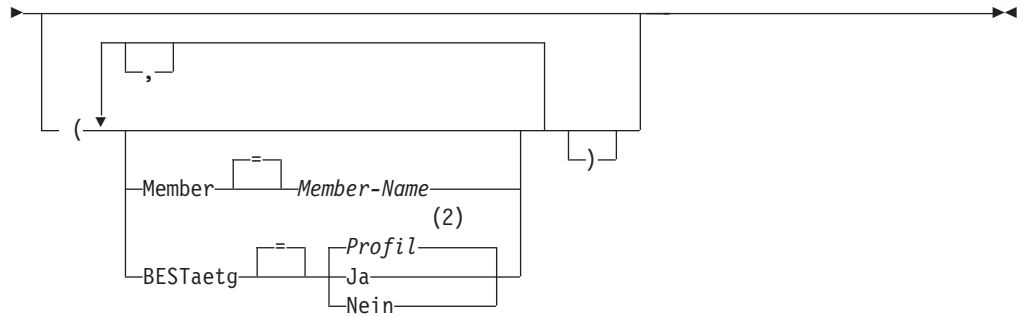 ,
(
)
=
Member Member-Name
(2)
= Profil
BESTaetg Ja
Nein